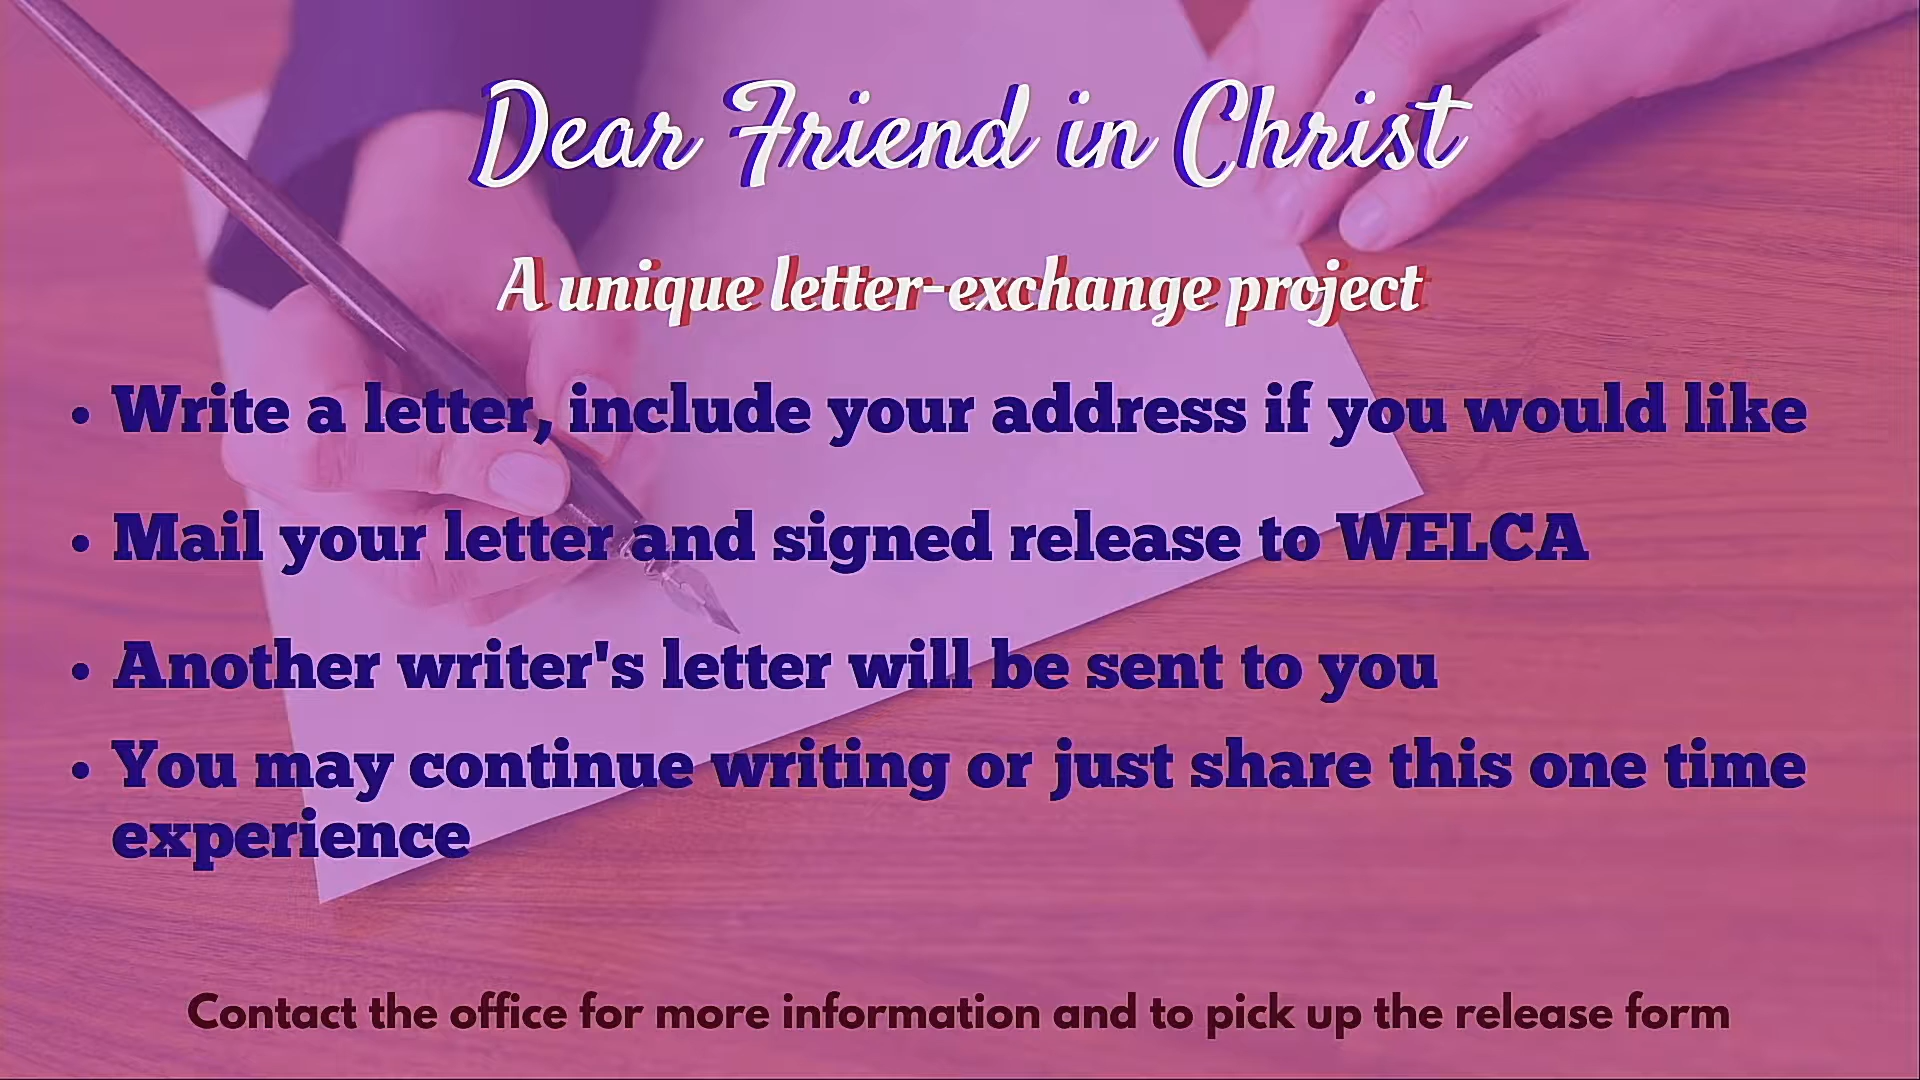 Dear Friend in Christ
A unique letter-exchange project
• Write a letter, include your address if you would like
• Mail your letter and signed release to WELCA
• Another writer's letter will be sent to you
• You may continue writing or just share this one time
experience
Contact the office for more information and to pick up the release form